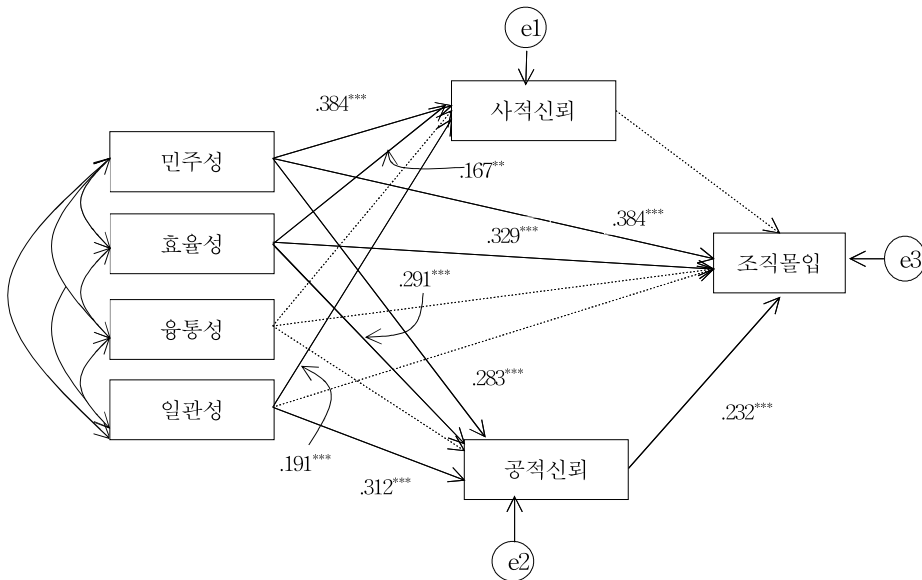 e1
사적신뢰
.384***
민주성
.167**
.384***
효율성
.329***
조직몰입
e3
.291***
융통성
.283***
일관성
.232***
.191***
공적신뢰
.312***
e2